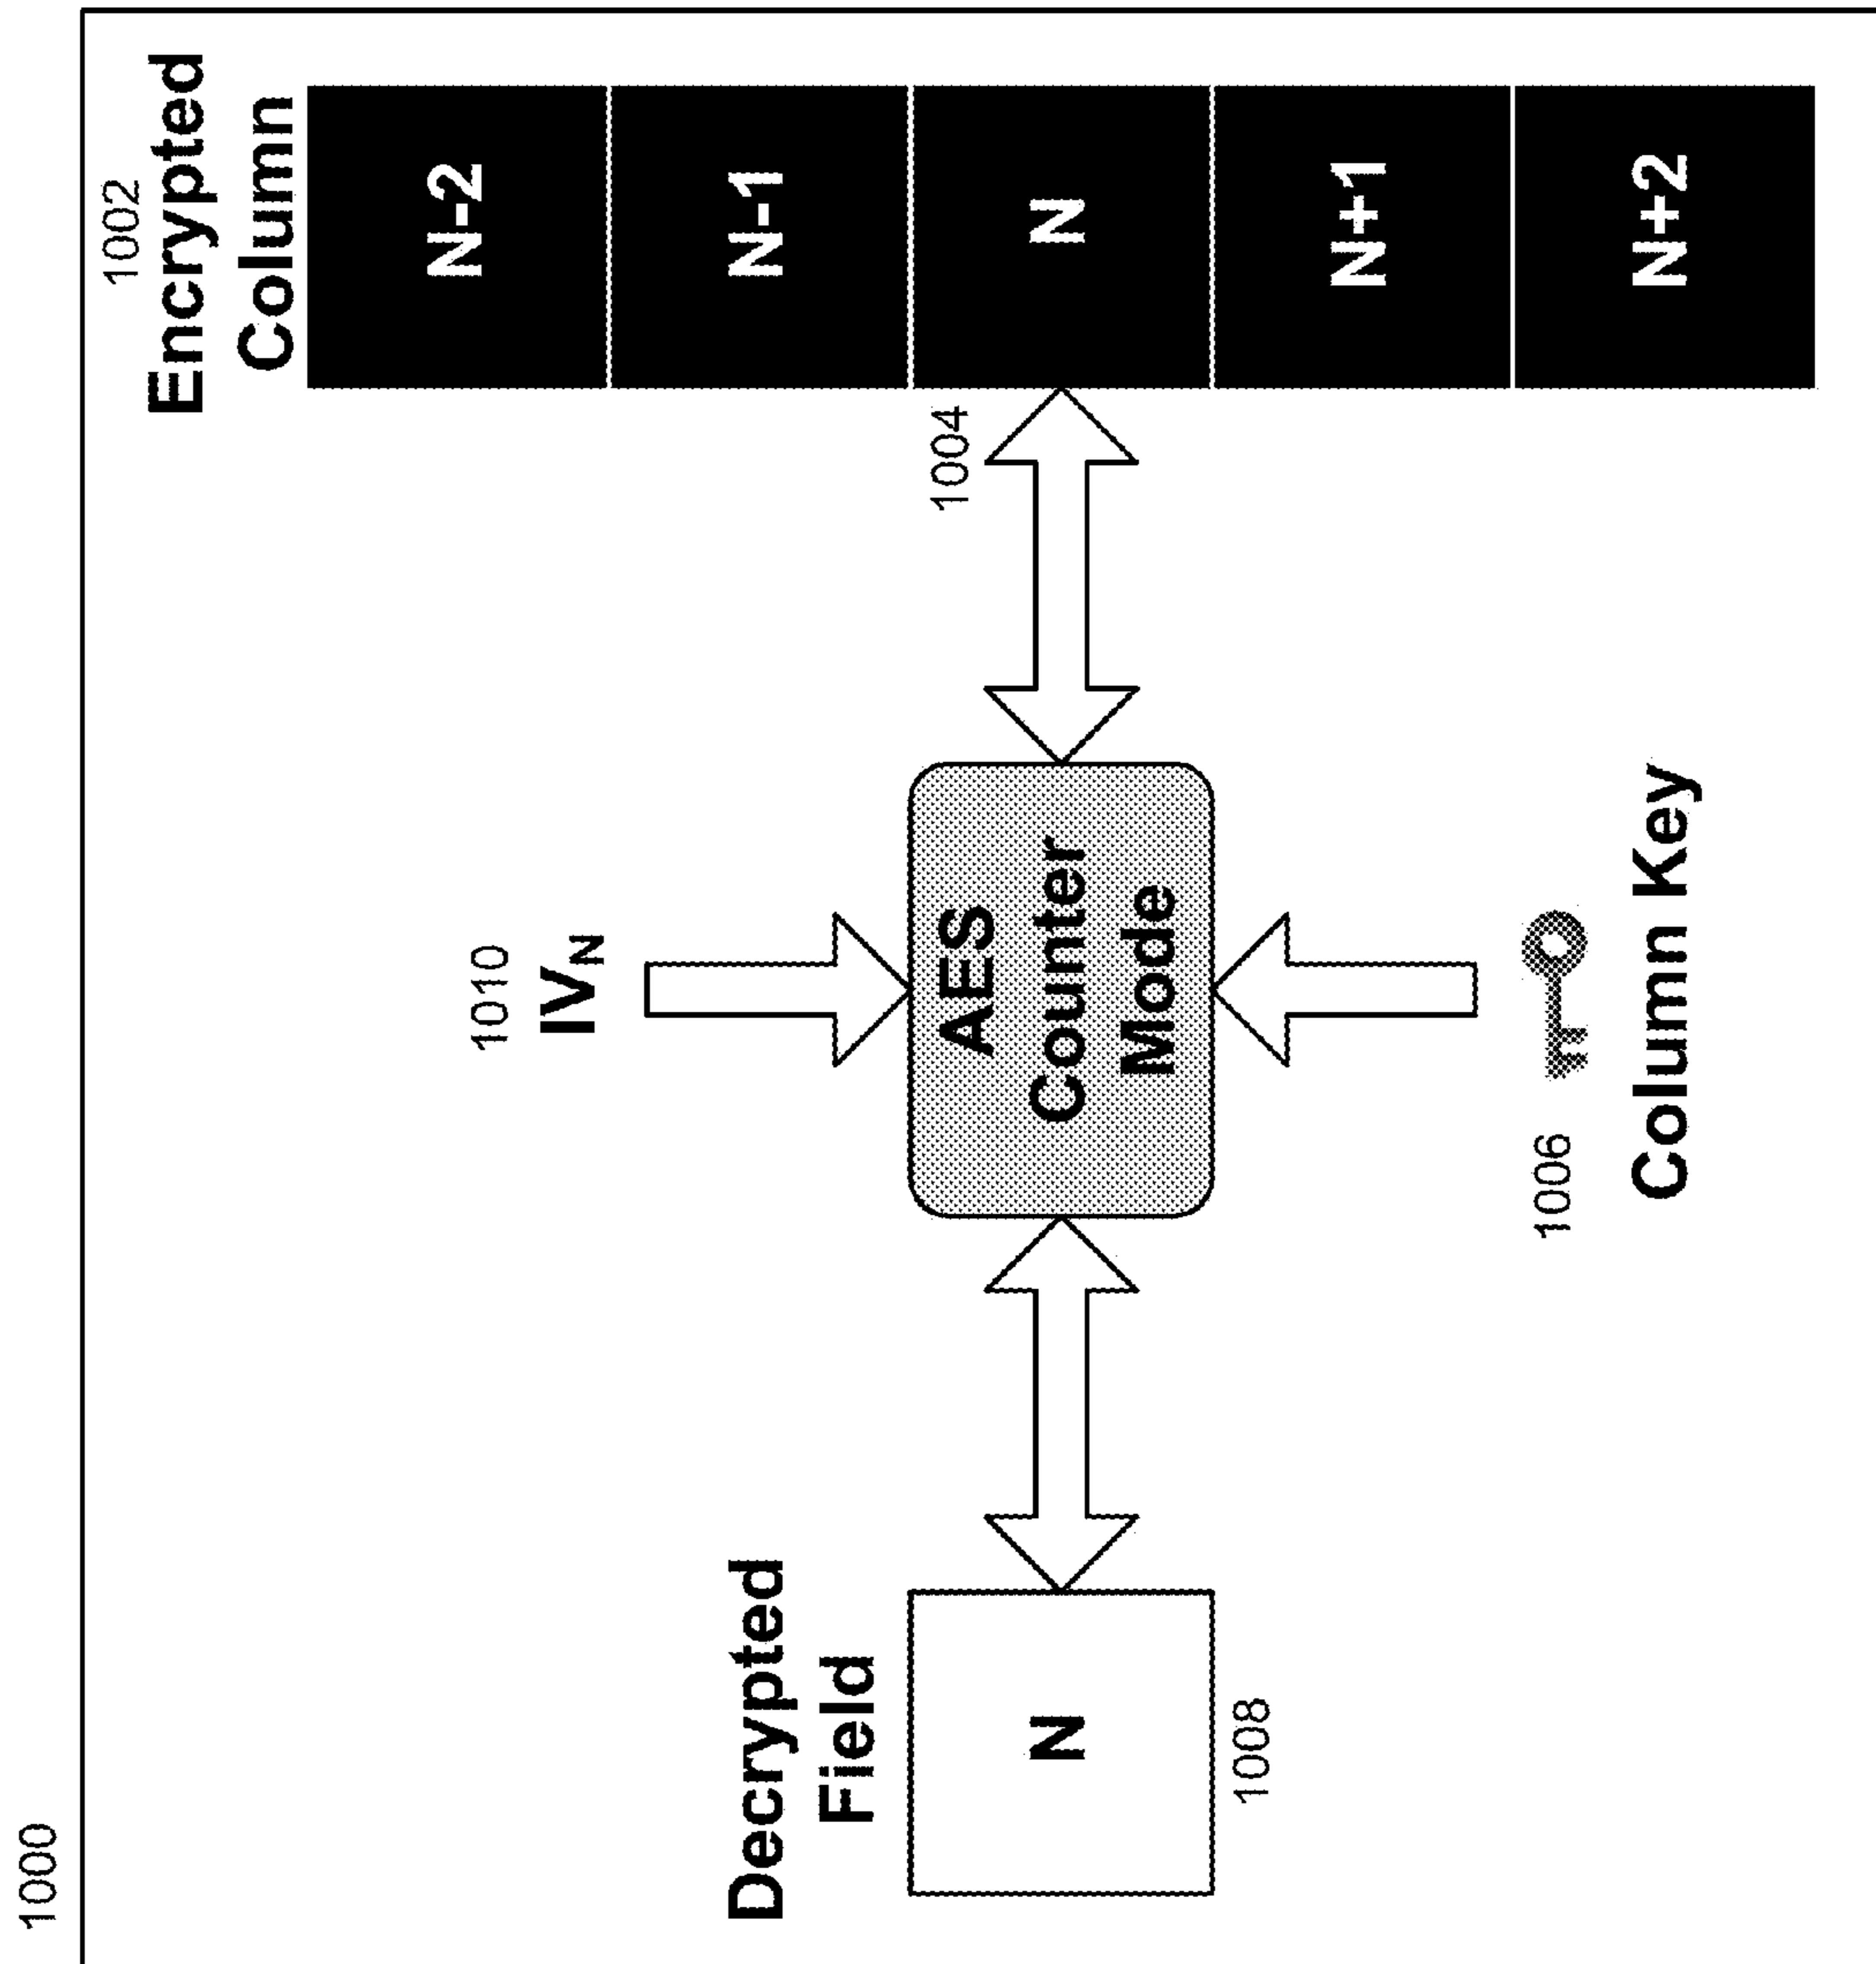 1000
1002
Encrypted
Column
N-2
N-1
N
N+1
N+2
1004
1010
IVN
AES
Counter
Mode
1006
Column Key
Decrypted
Field
N
1008